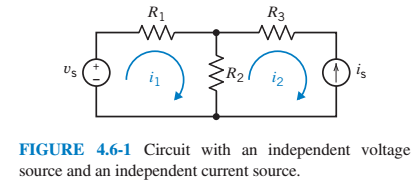 R1 R3
vs + − i1 R2 i2 is
FIGURE 4.6-1 Circuit with an independent voltage
source and an independent current source.